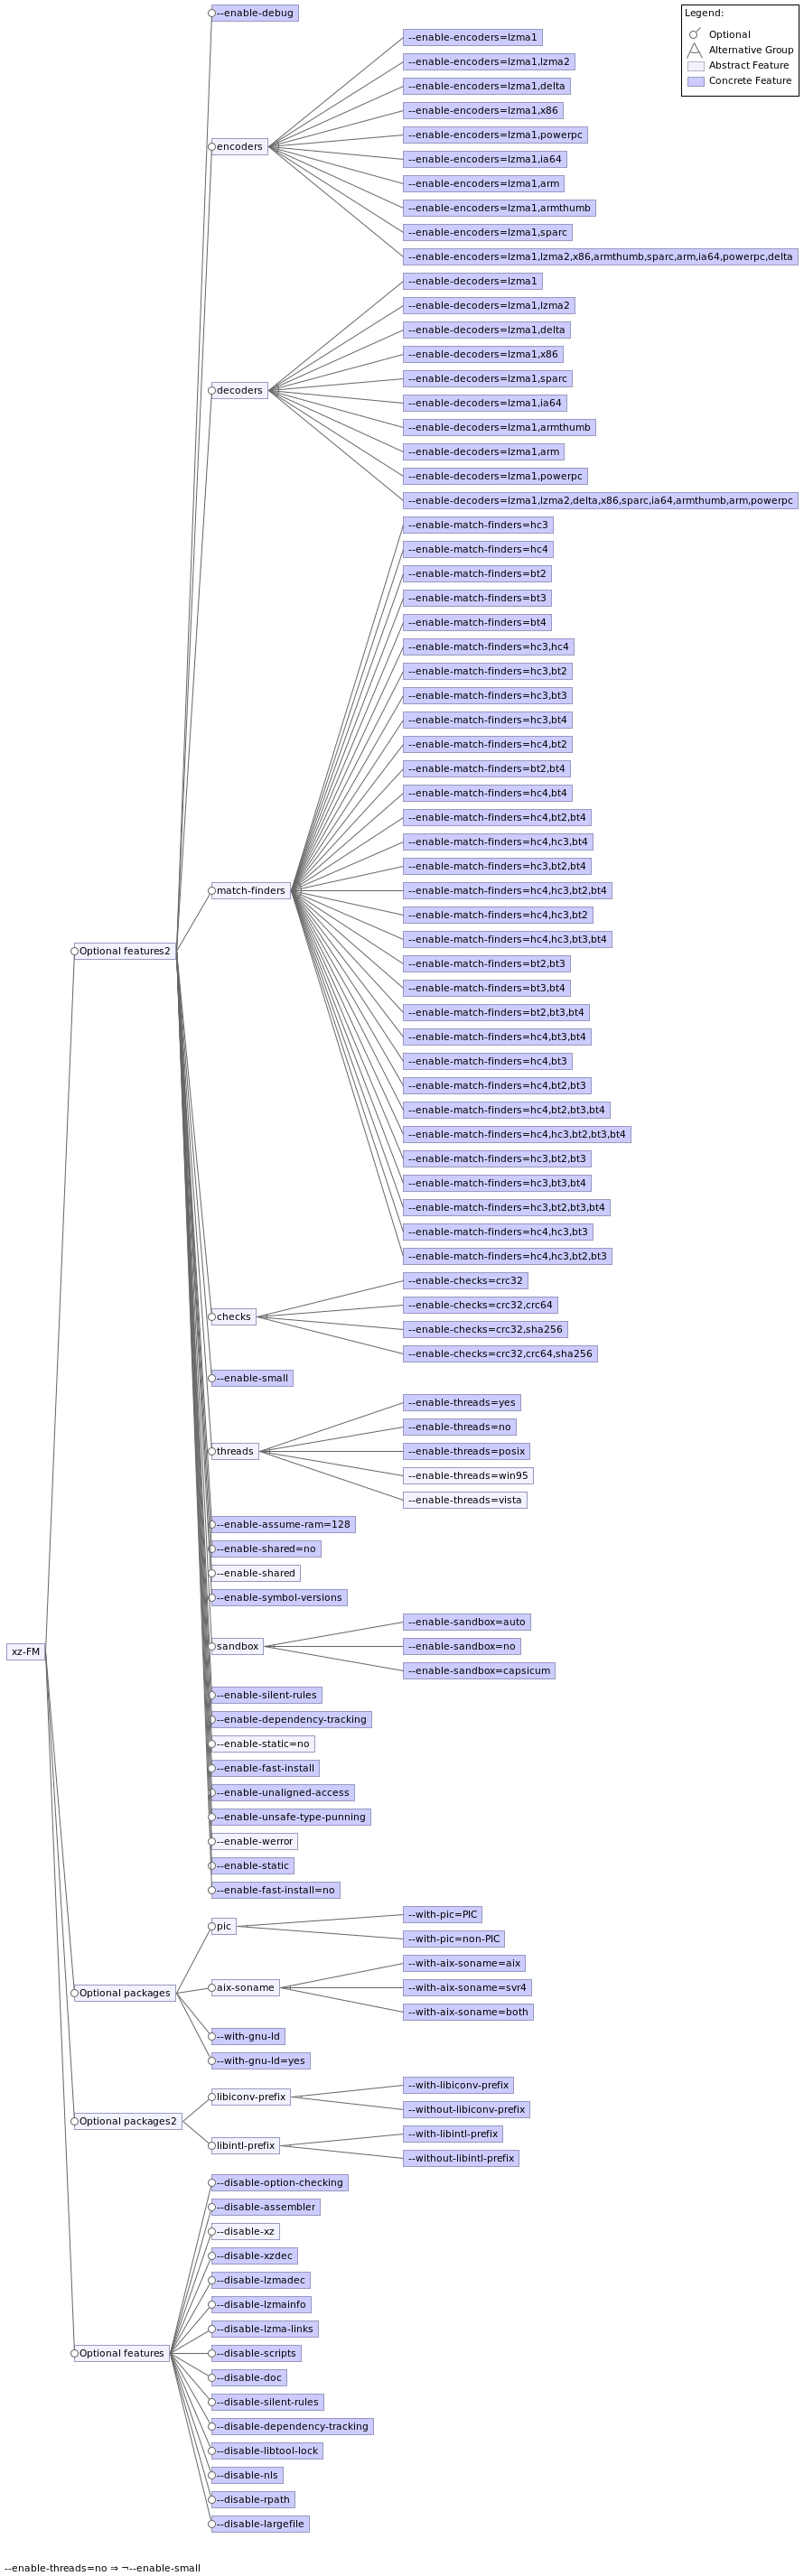 --enable-debug
Legend:
Optional
Alternative Group
Abstract Feature
Concrete Feature
encoders
--enable-encoders=lzma1
--enable-encoders=lzma1,lzma2
--enable-encoders=lzma1,delta
--enable-encoders=lzma1,x86
--enable-encoders=lzma1,powerpc
--enable-encoders=lzma1,ia64
--enable-encoders=lzma1,arm
--enable-encoders=lzma1,armthumb
--enable-encoders=lzma1,sparc
--enable-encoders=lzma1,lzma2,x86,armthumb,sparc,arm,ia64,powerpc,delta
decoders
--enable-decoders=lzma1
--enable-decoders=lzma1,lzma2
--enable-decoders=lzma1,delta
--enable-decoders=lzma1,x86
--enable-decoders=lzma1,sparc
--enable-decoders=lzma1,ia64
--enable-decoders=lzma1,armthumb
--enable-decoders=lzma1,arm
--enable-decoders=lzma1,powerpc
--enable-decoders=lzma1,lzma2,delta,x86,sparc,ia64,armthumb,arm,powerpc
match-finders
--enable-match-finders=hc3
--enable-match-finders=hc4
--enable-match-finders=bt2
--enable-match-finders=bt3
--enable-match-finders=bt4
--enable-match-finders=hc3,hc4
--enable-match-finders=hc3,bt2
--enable-match-finders=hc3,bt3
--enable-match-finders=hc3,bt4
--enable-match-finders=hc4,bt2
--enable-match-finders=bt2,bt4
--enable-match-finders=hc4,bt4
--enable-match-finders=hc4,bt2,bt4
--enable-match-finders=hc4,hc3,bt4
--enable-match-finders=hc3,bt2,bt4
--enable-match-finders=hc4,hc3,bt2,bt4
--enable-match-finders=hc4,hc3,bt2
--enable-match-finders=hc4,hc3,bt3,bt4
--enable-match-finders=bt2,bt3
--enable-match-finders=bt3,bt4
--enable-match-finders=bt2,bt3,bt4
--enable-match-finders=hc4,bt3,bt4
--enable-match-finders=hc4,bt3
--enable-match-finders=hc4,bt2,bt3
--enable-match-finders=hc4,bt2,bt3,bt4
--enable-match-finders=hc4,hc3,bt2,bt3,bt4
--enable-match-finders=hc3,bt2,bt3
--enable-match-finders=hc3,bt3,bt4
--enable-match-finders=hc3,bt2,bt3,bt4
--enable-match-finders=hc4,hc3,bt3
--enable-match-finders=hc4,hc3,bt2,bt3
Optional features2
checks
--enable-checks=crc32
--enable-checks=crc32,crc64
--enable-checks=crc32,sha256
--enable-checks=crc32,crc64,sha256
--enable-small
threads
--enable-threads=yes
--enable-threads=no
--enable-threads=posix
--enable-threads=win95
--enable-threads=vista
--enable-assume-ram=128
--enable-shared=no
--enable-shared
--enable-symbol-versions
sandbox
--enable-sandbox=auto
--enable-sandbox=no
--enable-sandbox=capsicum
xz-FM
--enable-silent-rules
--enable-dependency-tracking
--enable-static=no
--enable-fast-install
--enable-unaligned-access
--enable-unsafe-type-punning
--enable-werror
--enable-static
--enable-fast-install=no
Optional packages
pic
--with-pic=PIC
--with-pic=non-PIC
aix-soname
--with-aix-soname=aix
--with-aix-soname=svr4
--with-aix-soname=both
--with-gnu-ld
--with-gnu-ld=yes
Optional packages2
libiconv-prefix
--with-libiconv-prefix
--without-libiconv-prefix
libintl-prefix
--with-libintl-prefix
--without-libintl-prefix
Optional features
--disable-option-checking
--disable-assembler
--disable-xz
--disable-xzdec
--disable-lzmadec
--disable-lzmainfo
--disable-lzma-links
--disable-scripts
--disable-doc
--disable-silent-rules
--disable-dependency-tracking
--disable-libtool-lock
--disable-nls
--disable-rpath
--disable-largefile
--enable-threads=no ⇒ ¬--enable-small